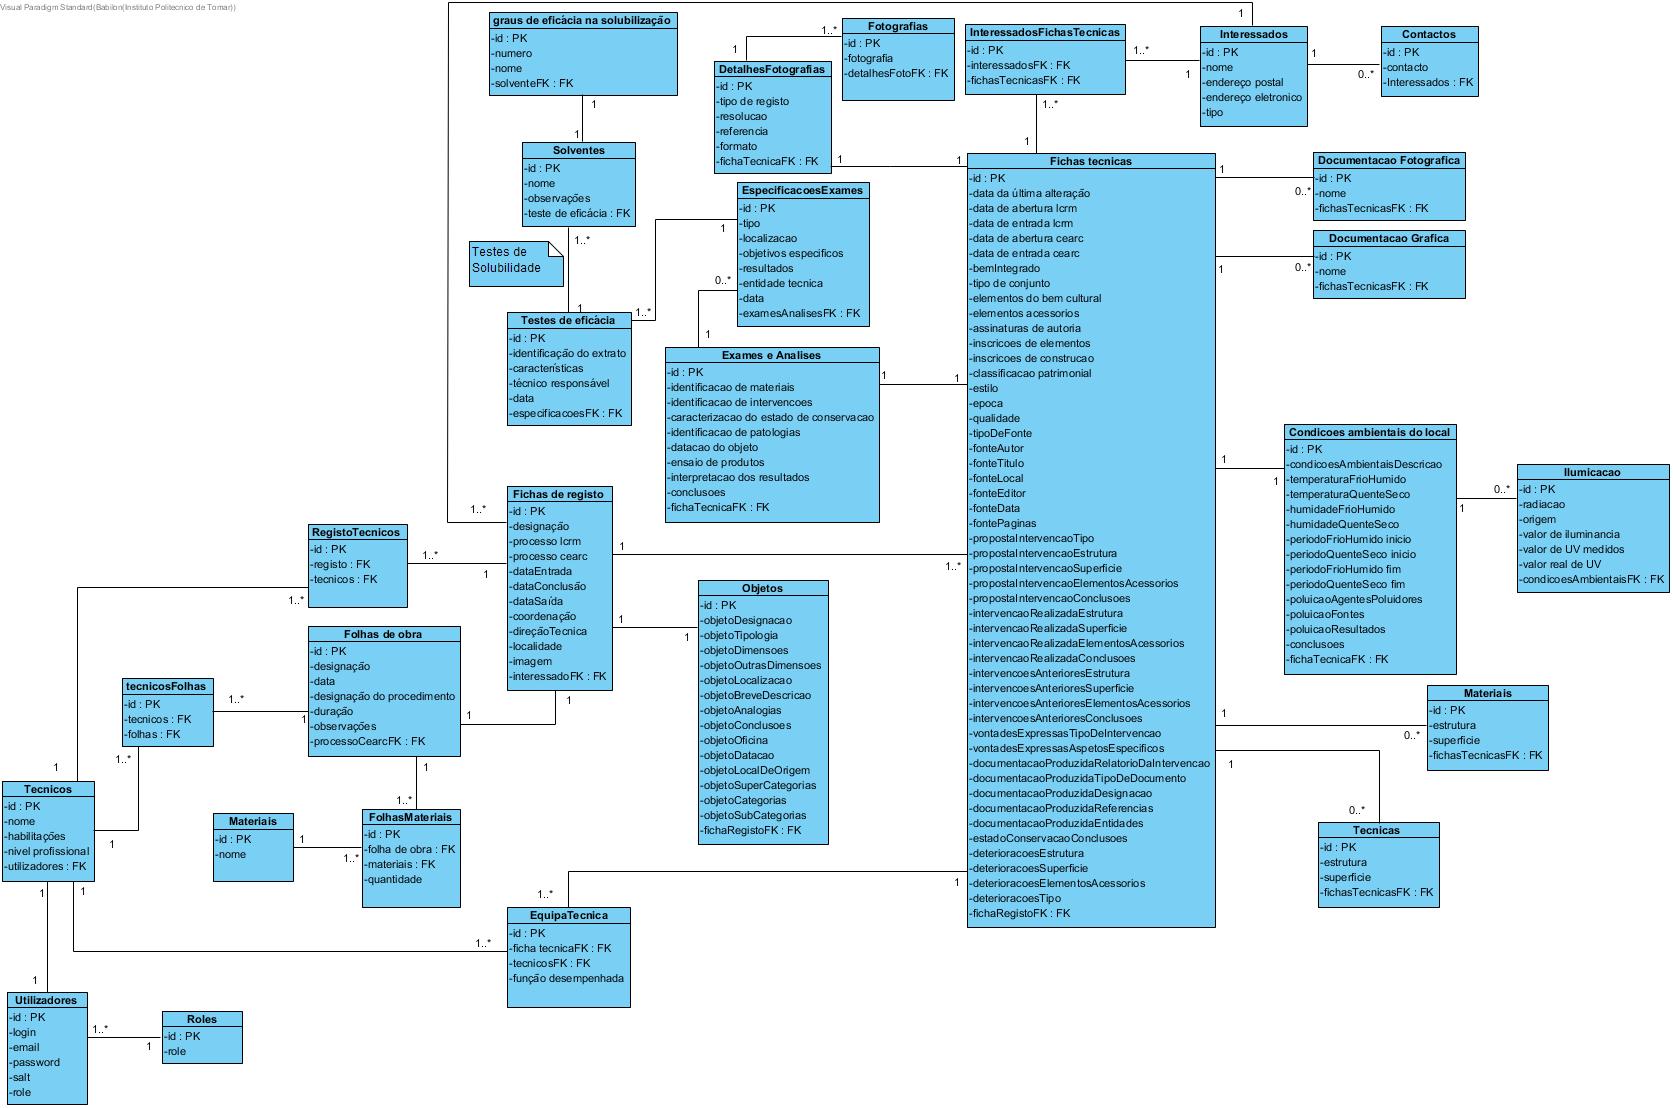 Visual Paradigm Standard(Babilon(Instituto Politecnico de Tomar))
graus de eficácia na solubilização
-id : PK
-numero
-nome
-solventeFK : FK
1
1
Solventes
-id : PK
-nome
-observações
-teste de eficácia : FK
1..*
1
Testes de
Solubilidade
Testes de eficácia
-id : PK
-identificação do extrato
-características
-técnico responsável
-data
-especificacoesFK : FK
1..*
1
Fotografias
-id : PK
-fotografia
-detalhesFotoFK : FK
1..*
1
DetalhesFotografias
-id : PK
-tipo de registo
-resolucao
-referencia
-formato
-fichaTecnicaFK : FK
1
1
EspecificacoesExames
-id : PK
-tipo
-localizacao
-objetivos especificos
-resultados
-entidade tecnica
-data
-examesAnalisesFK : FK
0..*
1
Exames e Analises
-id : PK
-identificacao de materiais
-identificacao de intervencoes
-caracterizacao do estado de conservacao
-identificacao de patologias
-datacao do objeto
-ensaio de produtos
-interpretacao dos resultados
-conclusoes
-fichaTecnicaFK : FK
1
1
InteressadosFichasTecnicas
-id : PK
-interessadosFK : FK
-fichasTecnicasFK : FK
1..*
1
1..*
1
Interessados
-id : PK
-nome
-endereço postal
-endereço eletronico
-tipo
1
1
0..*
Contactos
-id : PK
-contacto
-Interessados : FK
Fichas tecnicas
-id : PK
-data da última alteração
-data de abertura lcrm
-data de entrada lcrm
-data de abertura cearc
-data de entrada cearc
-bemIntegrado
-tipo de conjunto
-elementos do bem cultural
-elementos acessorios
-assinaturas de autoria
-inscricoes de elementos
-inscricoes de construcao
-classificacao patrimonial
-estilo
-epoca
-qualidade
-tipoDeFonte
-fonteAutor
-fonteTitulo
-fonteLocal
-fonteEditor
-fonteData
-fontePaginas
-propostaIntervencaoTipo
-propostaIntervencaoEstrutura
-propostaIntervencaoSuperficie
-propostaIntervencaoElementosAcessorios
-propostaIntervencaoConclusoes
-intervencaoRealizadaEstrutura
-intervencaoRealizadaSuperficie
-intervencaoRealizadaElementosAcessorios
-intervencaoRealizadaConclusoes
-intervencoesAnterioresEstrutura
-intervencoesAnterioresSuperficie
-intervencoesAnterioresElementosAcessorios
-intervencoesAnterioresConclusoes
-vontadesExpressasTipoDeIntervencao
-vontadesExpressasAspetosEspecificos
-documentacaoProduzidaRelatorioDaIntervencao
-documentacaoProduzidaTipoDeDocumento
-documentacaoProduzidaDesignacao
-documentacaoProduzidaReferencias
-documentacaoProduzidaEntidades
-estadoConservacaoConclusoes
-deterioracoesEstrutura
-deterioracoesSuperficie
-deterioracoesElementosAcessorios
-deterioracoesTipo
-fichaRegistoFK : FK
1
0..*
Documentacao Fotografica
-id : PK
-nome
-fichasTecnicasFK : FK
1
0..*
Documentacao Grafica
-id : PK
-nome
-fichasTecnicasFK : FK
1
1
Condicoes ambientais do local
-id : PK
-condicoesAmbientaisDescricao
-temperaturaFrioHumido
-temperaturaQuenteSeco
-humidadeFrioHumido
-humidadeQuenteSeco
-periodoFrioHumido inicio
-periodoQuenteSeco inicio
-periodoFrioHumido fim
-periodoQuenteSeco fim
-poluicaoAgentesPoluidores
-poluicaoFontes
-poluicaoResultados
-conclusoes
-fichaTecnicaFK : FK
0..*
1
Ilumicacao
-id : PK
-radiacao
-origem
-valor de iluminancia
-valor de UV medidos
-valor real de UV
-condicoesAmbientaisFK : FK
1
0..*
Materiais
-id : PK
-estrutura
-superficie
-fichasTecnicasFK : FK
1
0..*
Tecnicas
-id : PK
-estrutura
-superficie
-fichasTecnicasFK : FK
1..*
Fichas de registo
-id : PK
-designação
-processo lcrm
-processo cearc
-dataEntrada
-dataConclusão
-dataSaída
-coordenação
-direçãoTecnica
-localidade
-imagem
-interessadoFK : FK
1
1..*
1
1
Objetos
-id : PK
-objetoDesignacao
-objetoTipologia
-objetoDimensoes
-objetoOutrasDimensoes
-objetoLocalizacao
-objetoBreveDescricao
-objetoAnalogias
-objetoConclusoes
-objetoOficina
-objetoDatacao
-objetoLocalDeOrigem
-objetoSuperCategorias
-objetoCategorias
-objetoSubCategorias
-fichaRegistoFK : FK
RegistoTecnicos
-id : PK
-registo : FK
-tecnicos : FK
1..*
1
1..*
Folhas de obra
-id : PK
-designação
-data
-designação do procedimento
-duração
-observações
-processoCearcFK : FK
1
1
tecnicosFolhas
-id : PK
-tecnicos : FK
-folhas : FK
1..*
1
1..*
1
Tecnicos
-id : PK
-nome
-habilitações
-nivel profissional
-utilizadores : FK
1
1
1
Materiais
-id : PK
-nome
1
1..*
1
1..*
FolhasMateriais
-id : PK
-folha de obra : FK
-materiais : FK
-quantidade
1..*
1
EquipaTecnica
-id : PK
-ficha tecnicaFK : FK
-tecnicosFK : FK
-função desempenhada
1..*
1
Utilizadores
-id : PK
-login
-email
-password
-salt
-role
1..*
1
Roles
-id : PK
-role